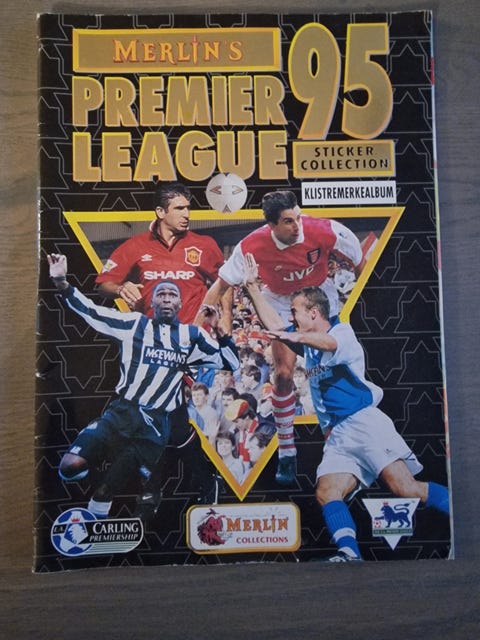 MERLIN'S
PREMIER
LEAGUE
95
STICKER
COLLECTION
KLISTREMERKEALBUM
SHARP
JVC
McEWAN'S
LAGER
CARLING
PREMIERSHIP
MERLIN
COLLECTIONS